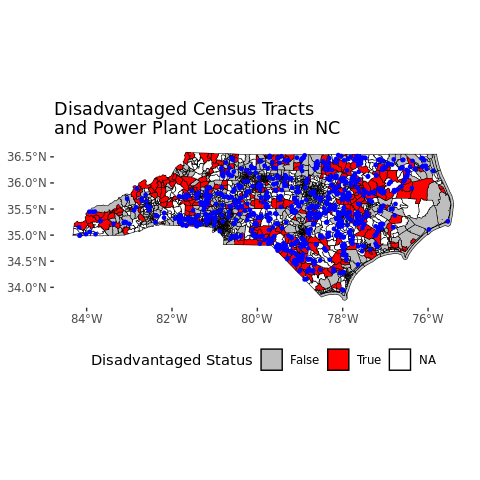 Disadvantaged Census Tracts
and Power Plant Locations in NC
36.5°N
36.0°N
35.5°N
35.0°N
34.5°N
34.0°N
84°W 82°W 80°W 78°W 76°W
Disadvantaged Status False True NA